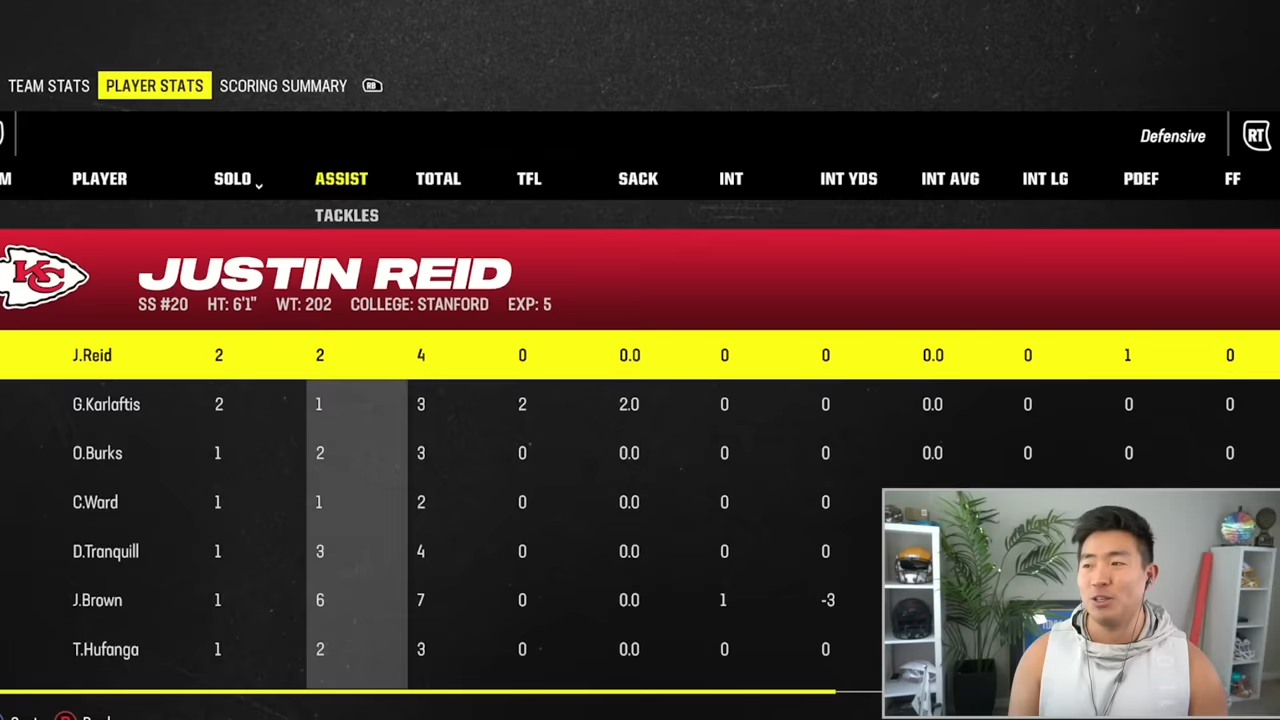 TEAM STATS PLAYER STATS SCORING SUMMARY RB
Defensive RT
M PLAYER SOLO ASSIST TOTAL TFL SACK INT INT YDS INT AVG INT LG PDEF FF
TACKLES
KC
JUSTIN REID
SS #20 HT: 6'1" WT: 202 COLLEGE: STANFORD EXP: 5
J.Reid 2 2 4 0 0.0 0 0 0.0 0 1 0
G.Karlaftis 2 1 3 2 2.0 0 0 0.0 0 0 0
O.Burks 1 2 3 0 0.0 0 0 0.0 0 0 0
C.Ward 1 1 2 0 0.0 0 0
D.Tranquill 1 3 4 0 0.0 0 0
J.Brown 1 6 7 0 0.0 1 -3
T.Hufanga 1 2 3 0 0.0 0 0